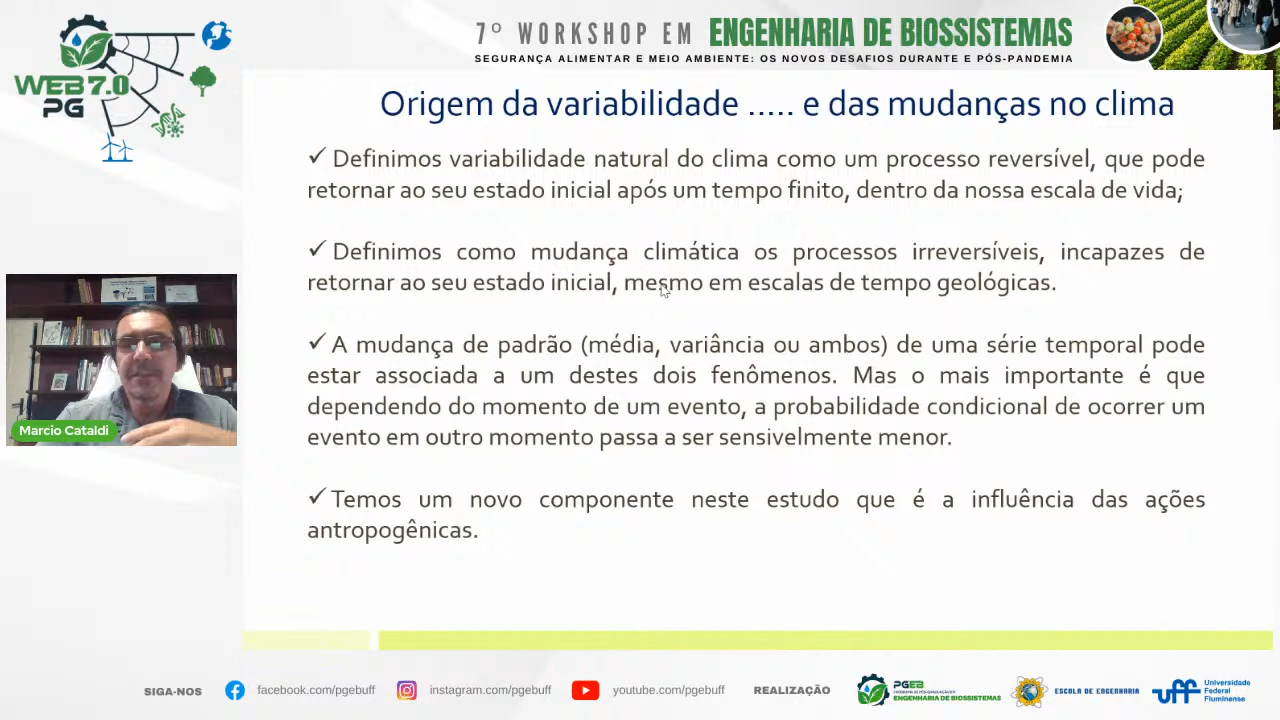 7º WORKSHOP EM ENGENHARIA DE BIOSSISTEMAS
SEGURANÇA ALIMENTAR E MEIO AMBIENTE: OS NOVOS DESAFIOS DURANTE E PÓS-PANDEMIA
WEB 7.0
PG
Origem da variabilidade ..... e das mudanças no clima
✓ Definimos variabilidade natural do clima como um processo reversível, que pode
retornar ao seu estado inicial após um tempo finito, dentro da nossa escala de vida;
✓ Definimos como mudança climática os processos irreversíveis, incapazes de
retornar ao seu estado inicial, mesmo em escalas de tempo geológicas.
✓ A mudança de padrão (média, variância ou ambos) de uma série temporal pode
estar associada a um destes dois fenômenos. Mas o mais importante é que
dependendo do momento de um evento, a probabilidade condicional de ocorrer um
evento em outro momento passa a ser sensivelmente menor.
✓ Temos um novo componente neste estudo que é a influência das ações
antropogênicas.
Marcio Cataldi
SIGA-NOS
facebook.com/pgebuff
instagram.com/pgebuff
youtube.com/pgebuff
REALIZAÇÃO
PGEB
PROGRAMA DE PÓS-GRADUAÇÃO EM
ENGENHARIA DE BIOSSISTEMAS
ESCOLA DE ENGENHARIA
uff
Universidade
Federal
Fluminense